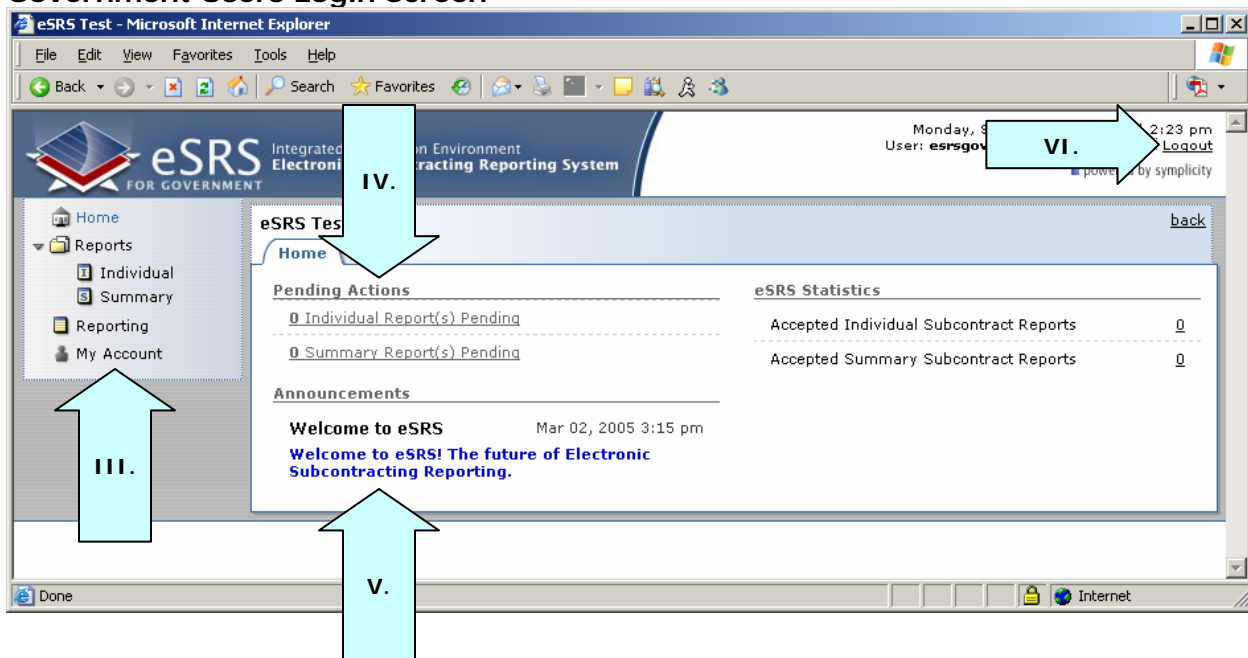 Government Users Login Screen
eSRS Test - Microsoft Internet Explorer
File Edit View Favorites Tools Help
Back Search Favorites
eSRS
FOR GOVERNMENT
Integrated on Environment
Electroni racting Reporting System
Monday, 2:23 pm
User: esrsgov Logout
powered by symplicity
IV.
VI.
Home
Reports
Individual
Summary
Reporting
My Account
III.
eSRS Tes
back
Home
Pending Actions
0 Individual Report(s) Pending
0 Summary Report(s) Pending
Announcements
Welcome to eSRS Mar 02, 2005 3:15 pm
Welcome to eSRS! The future of Electronic
Subcontracting Reporting.
eSRS Statistics
Accepted Individual Subcontract Reports 0
Accepted Summary Subcontract Reports 0
V.
Done
Internet